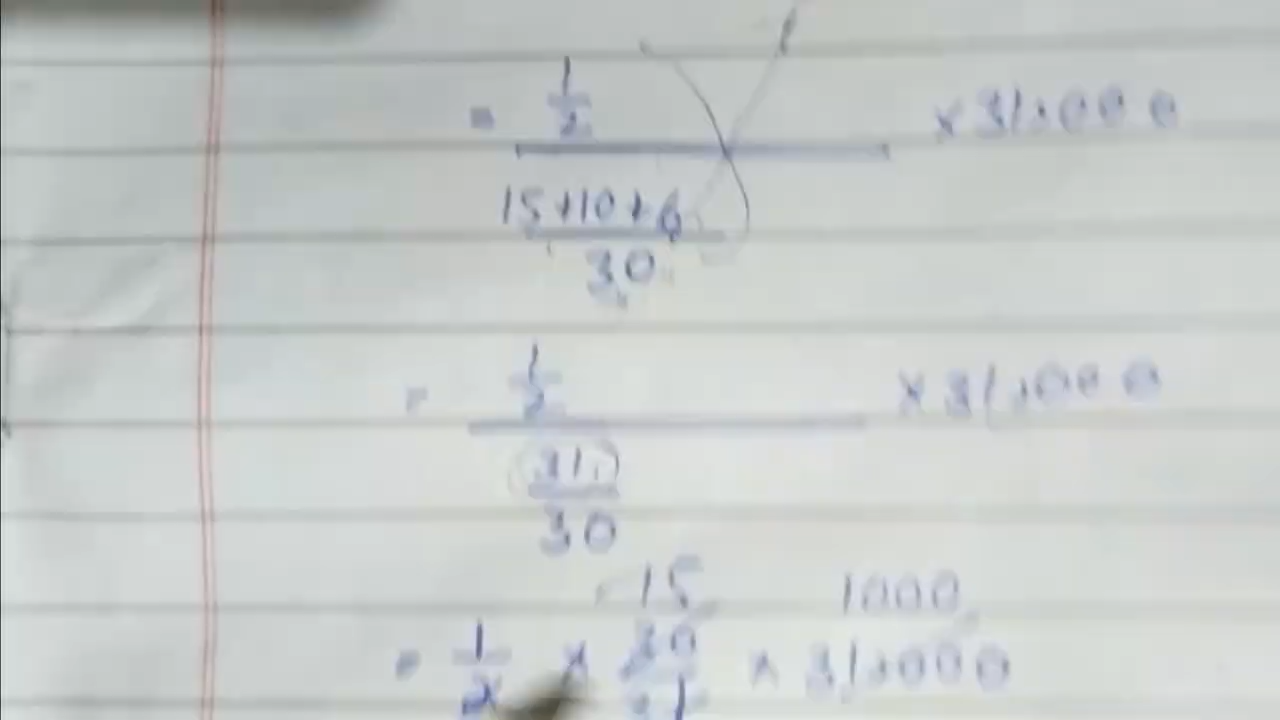 = 1/2 × 31,000
15+10+6
30
= 1/2 × 31,000
31
30
15 1000
= 1/2 × 30/31 × 31,000